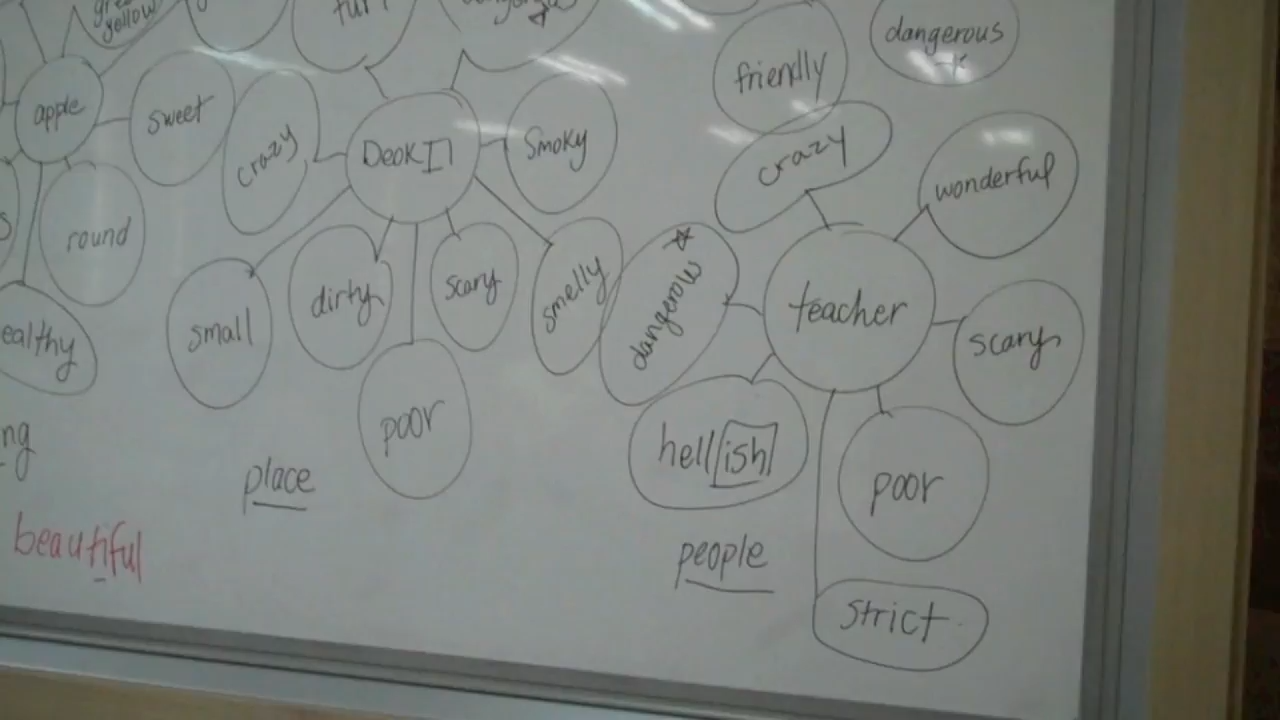 yellow
apple
sweet
crazy
round
ealthy
ng
beautiful
Deok Il
Smoky
small
dirty
scary
smelly
poor
place
friendly
dangerous
crazy
wonderful
dangerous
teacher
scary
hellish
poor
people
strict